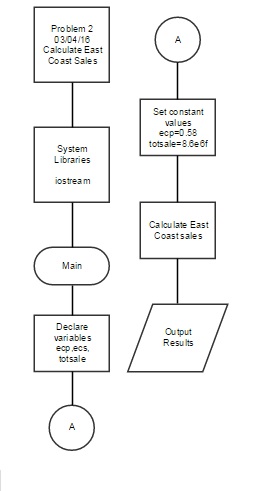 Problem 2
03/04/16
Calculate East
Coast Sales
System
Libraries
iostream
Main
Declare
variables
ecp,ecs,
totsale
A
A
Set constant
values
ecp=0.58
totsale=8.6e6f
Calculate East
Coast sales
Output
Results